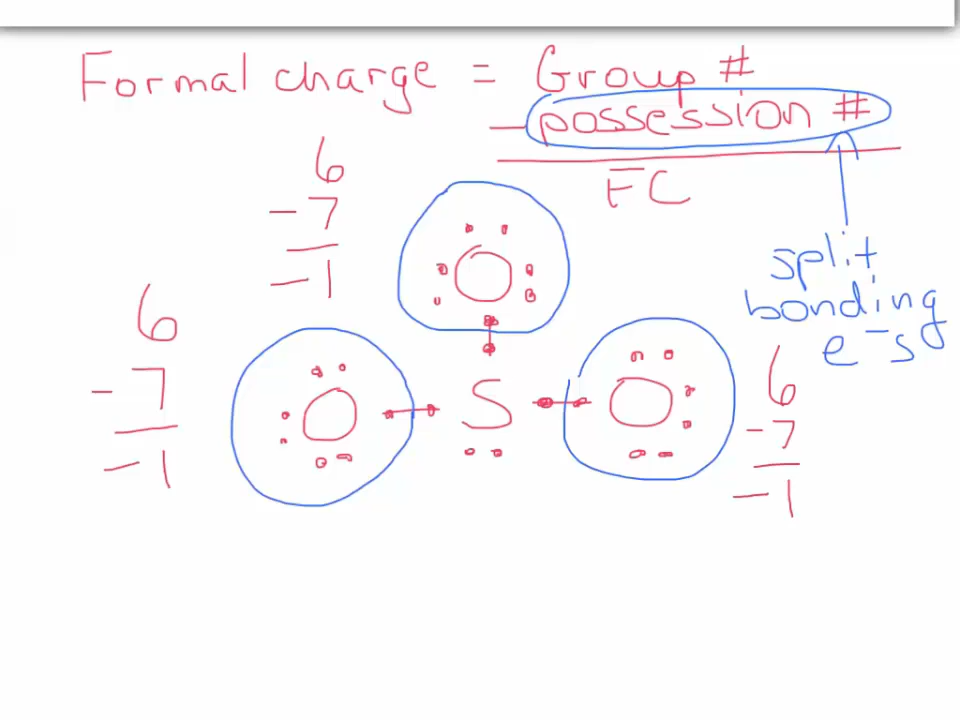 Formal charge = Group #
- possession #
FC
6
- 7
- 1
split
bonding
e⁻s
6
- 7
- 1
O
O S O
6
- 7
- 1